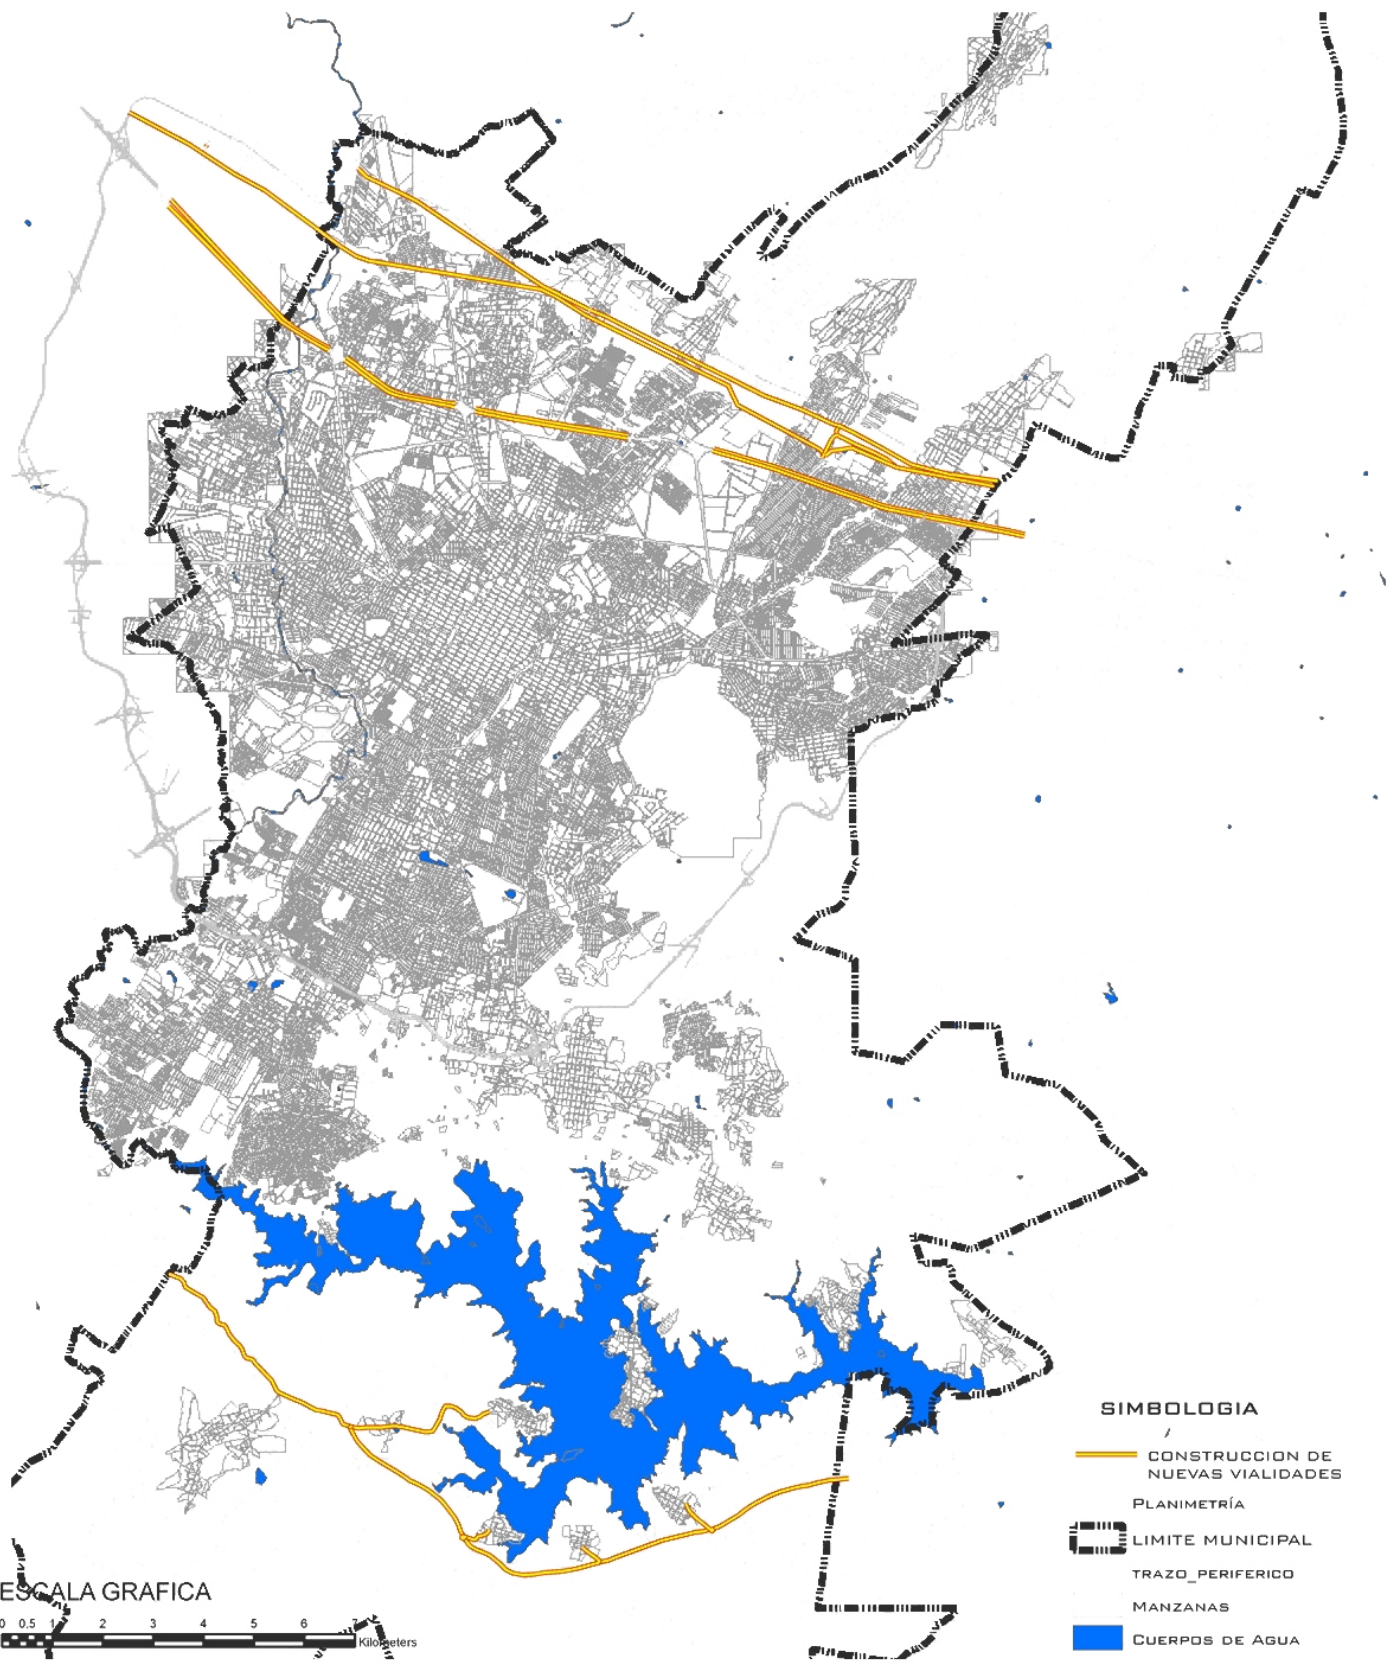 SIMBOLOGIA
CONSTRUCCION DE
NUEVAS VIALIDADES
PLANIMETRÍA
LIMITE MUNICIPAL
TRAZO_PERIFERICO
MANZANAS
CUERPOS DE AGUA
ESCALA GRAFICA
0 0.5 1 2 3 4 5 6 7
Kilometers